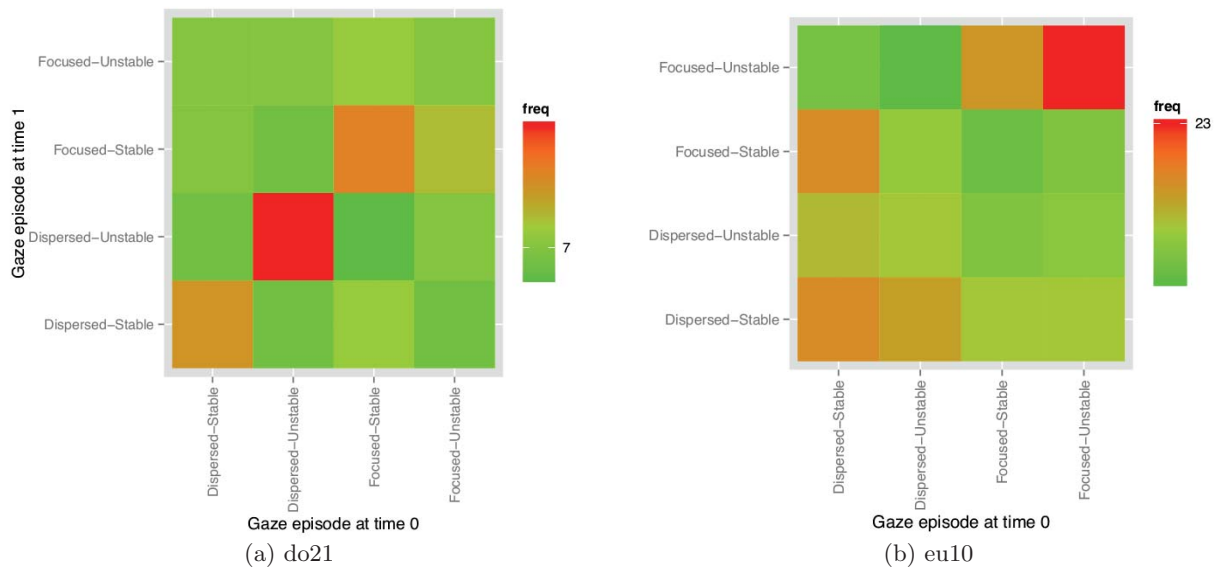 Gaze episode at time 1
Focused−Unstable
Focused−Stable
Dispersed−Unstable
Dispersed−Stable
Dispersed−Stable
Dispersed−Unstable
Focused−Stable
Focused−Unstable
Gaze episode at time 0
freq
7
(a) do21
Focused−Unstable
Focused−Stable
Dispersed−Unstable
Dispersed−Stable
Dispersed−Stable
Dispersed−Unstable
Focused−Stable
Focused−Unstable
Gaze episode at time 0
freq
23
(b) eu10